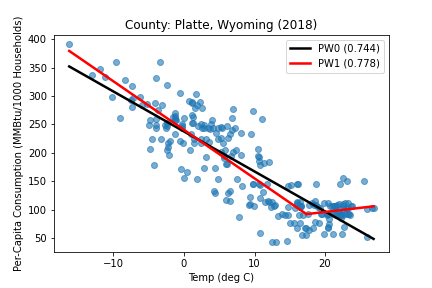 County: Platte, Wyoming (2018)
Per-Capita Consumption (MMBtu/1000 Households)
400
350
300
250
200
150
100
50
PW0 (0.744)
PW1 (0.778)
−10
0
10
20
Temp (deg C)